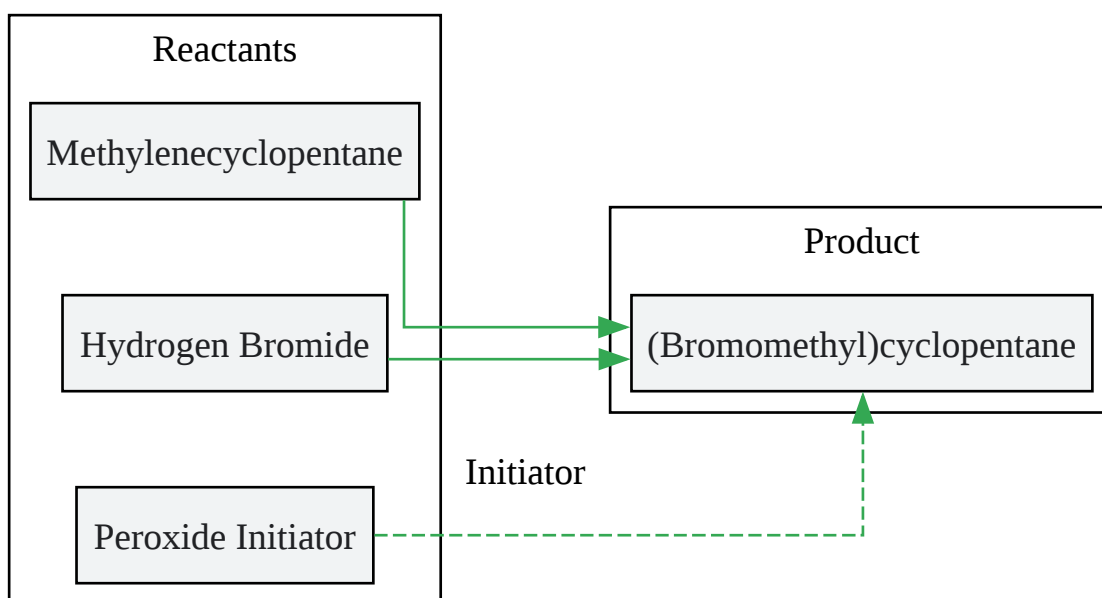 Reactants
Methylenecyclopentane
Hydrogen Bromide
Peroxide Initiator
Initiator
Product
(Bromomethyl)cyclopentane